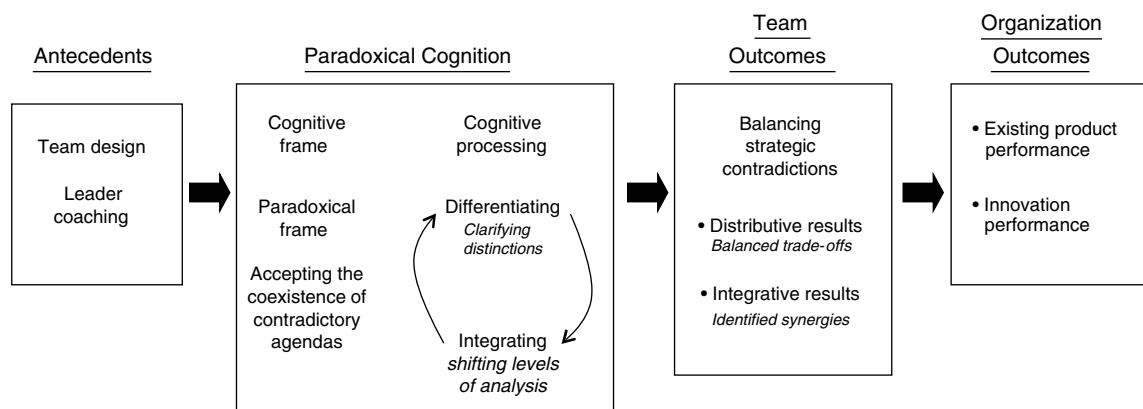 Antecedents
Team design
Leader
coaching
Paradoxical Cognition
Cognitive
frame
Paradoxical
frame
Accepting the
coexistence of
contradictory
agendas
Cognitive
processing
Differentiating
Clarifying
distinctions
Integrating
shifting levels
of analysis
Team
Outcomes
Balancing
strategic
contradictions
• Distributive results
Balanced trade-offs
• Integrative results
Identified synergies
Organization
Outcomes
• Existing product
performance
• Innovation
performance